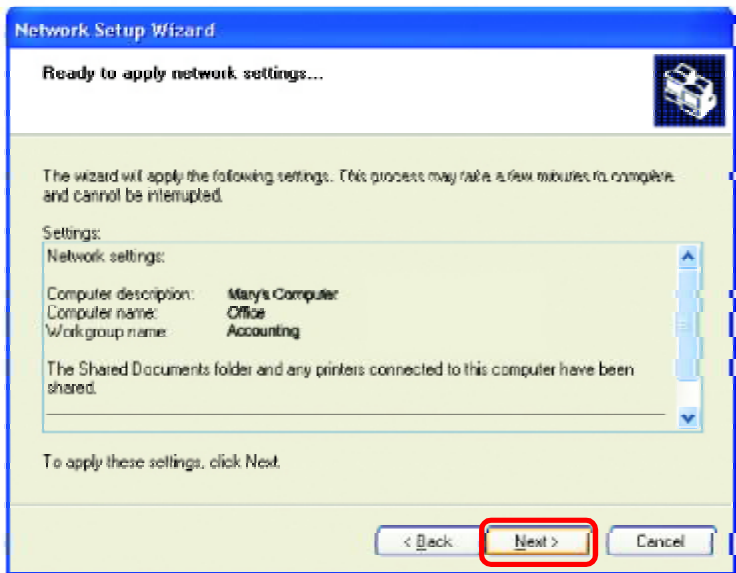 Network Setup Wizard
Ready to apply network settings...
The wizard will apply the following settings. This process may take a few minutes to complete
and cannot be interrupted.
Settings:
Network settings:
Computer description: Mary's Computer
Computer name: Office
Workgroup name: Accounting
The Shared Documents folder and any printers connected to this computer have been
shared.
To apply these settings, click Next.
< Back Next > Cancel